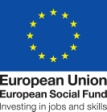 European Union
European Social Fund
Investing in jobs and skills